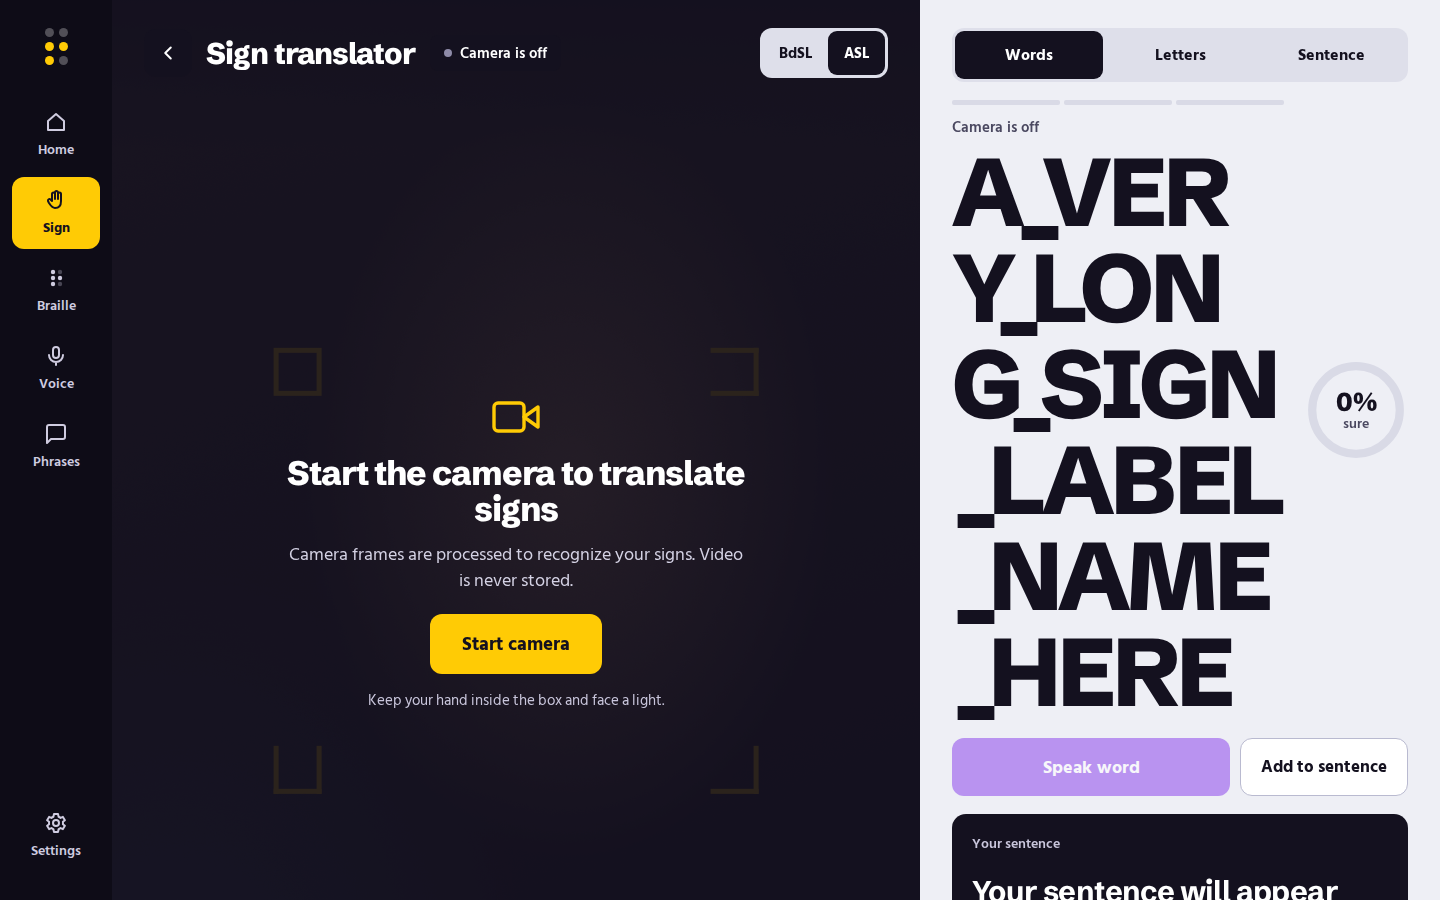 Home
Sign
Braille
Voice
Phrases
Settings
Sign translator
Camera is off
BdSL
ASL
Start the camera to translate
signs
Camera frames are processed to recognize your signs. Video
is never stored.
Start camera
Keep your hand inside the box and face a light.
Words
Letters
Sentence
Camera is off
A_VER
Y_LON
G_SIGN
_LABEL
_NAME
_HERE
0%
sure
Speak word
Add to sentence
Your sentence
Your sentence will appear